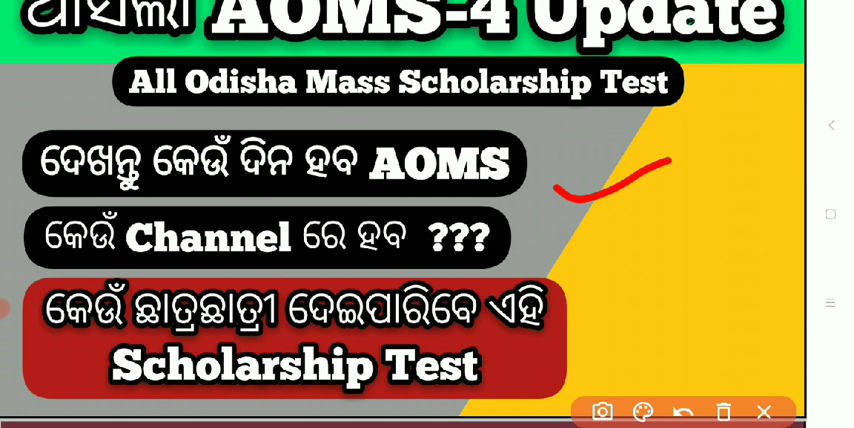 ଆସିଲା AOMS-4 Update
All Odisha Mass Scholarship Test
ଦେଖନ୍ତୁ କେଉଁ ଦିନ ହବ AOMS
କେଉଁ Channel ରେ ହବ ???
କେଉଁ ଛାତ୍ରଛାତ୍ରୀ ଦେଇପାରିବେ ଏହି
Scholarship Test